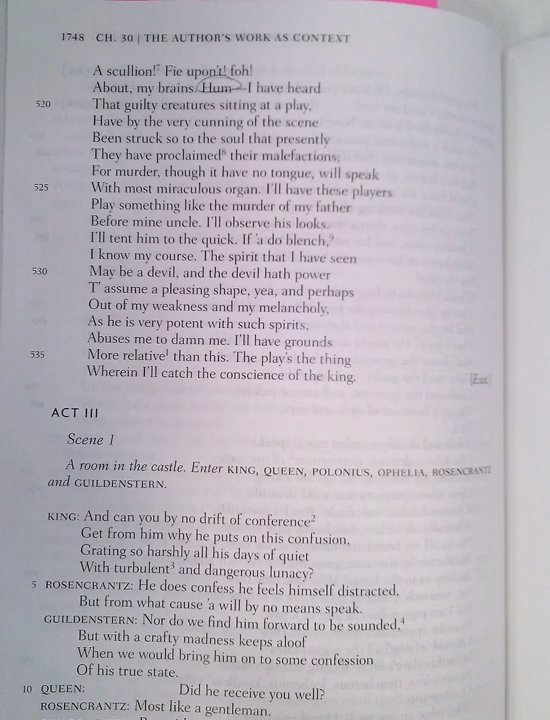 1748 CH. 30 | THE AUTHOR'S WORK AS CONTEXT
A scullion!⁷ Fie upon't! foh!
About, my brains. Hum—I have heard
520 That guilty creatures sitting at a play,
Have by the very cunning of the scene
Been struck so to the soul that presently
They have proclaimed⁸ their malefactions;
For murder, though it have no tongue, will speak
525 With most miraculous organ. I'll have these players
Play something like the murder of my father
Before mine uncle. I'll observe his looks.
I'll tent him to the quick. If 'a do blench,⁹
I know my course. The spirit that I have seen
530 May be a devil, and the devil hath power
T' assume a pleasing shape, yea, and perhaps
Out of my weakness and my melancholy,
As he is very potent with such spirits,
Abuses me to damn me. I'll have grounds
535 More relative¹ than this. The play's the thing
Wherein I'll catch the conscience of the king. [Exit]
ACT III
Scene 1
A room in the castle. Enter KING, QUEEN, POLONIUS, OPHELIA, ROSENCRANTZ
and GUILDENSTERN.
KING: And can you by no drift of conference²
Get from him why he puts on this confusion,
Grating so harshly all his days of quiet
With turbulent³ and dangerous lunacy?
5 ROSENCRANTZ: He does confess he feels himself distracted,
But from what cause 'a will by no means speak.
GUILDENSTERN: Nor do we find him forward to be sounded,⁴
But with a crafty madness keeps aloof
When we would bring him on to some confession
Of his true state.
10 QUEEN: Did he receive you well?
ROSENCRANTZ: Most like a gentleman.